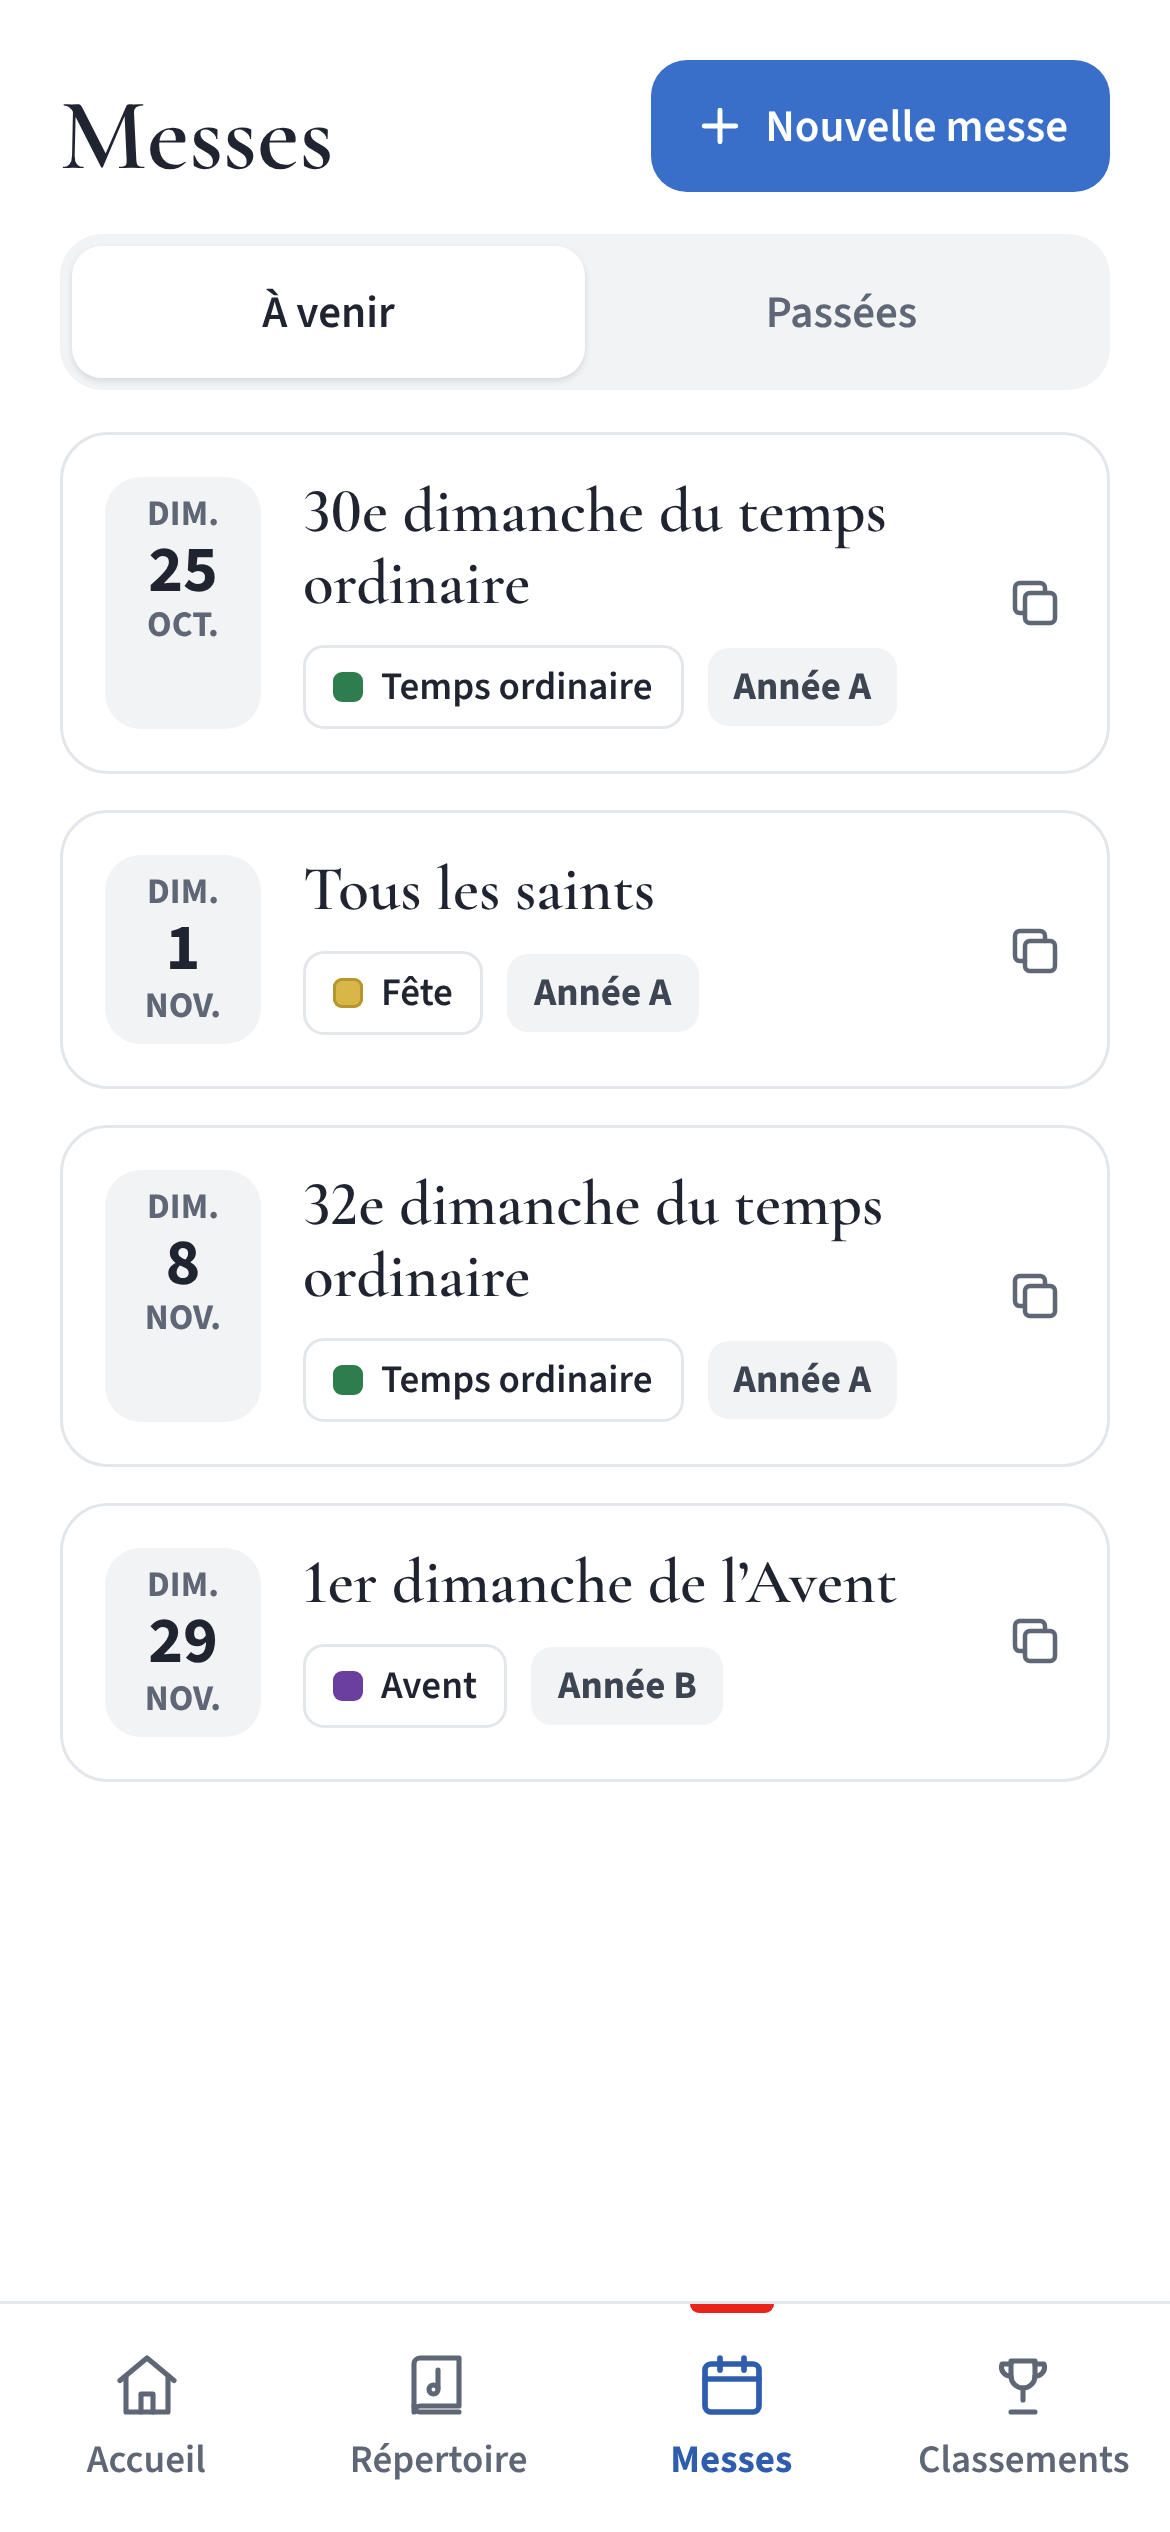 Messes
Nouvelle messe
À venir
Passées
DIM.
25
OCT.
30e dimanche du temps
ordinaire
Temps ordinaire
Année A
DIM.
1
NOV.
Tous les saints
Fête
Année A
DIM.
8
NOV.
32e dimanche du temps
ordinaire
Temps ordinaire
Année A
DIM.
29
NOV.
1er dimanche de l’Avent
Avent
Année B
Accueil
Répertoire
Messes
Classements